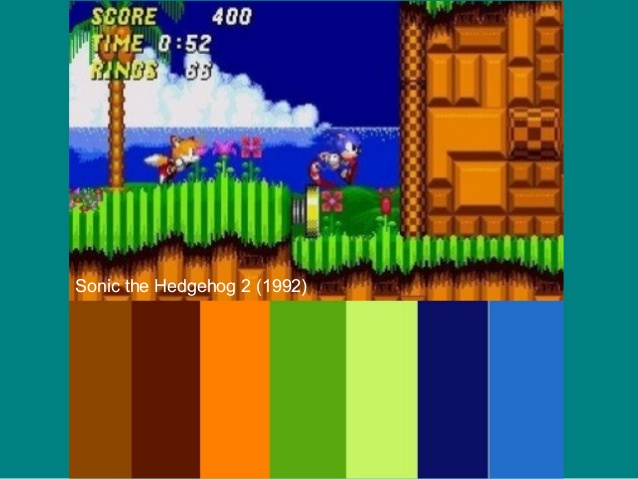 SCORE 400
TIME 0:52
RINGS 66
Sonic the Hedgehog 2 (1992)